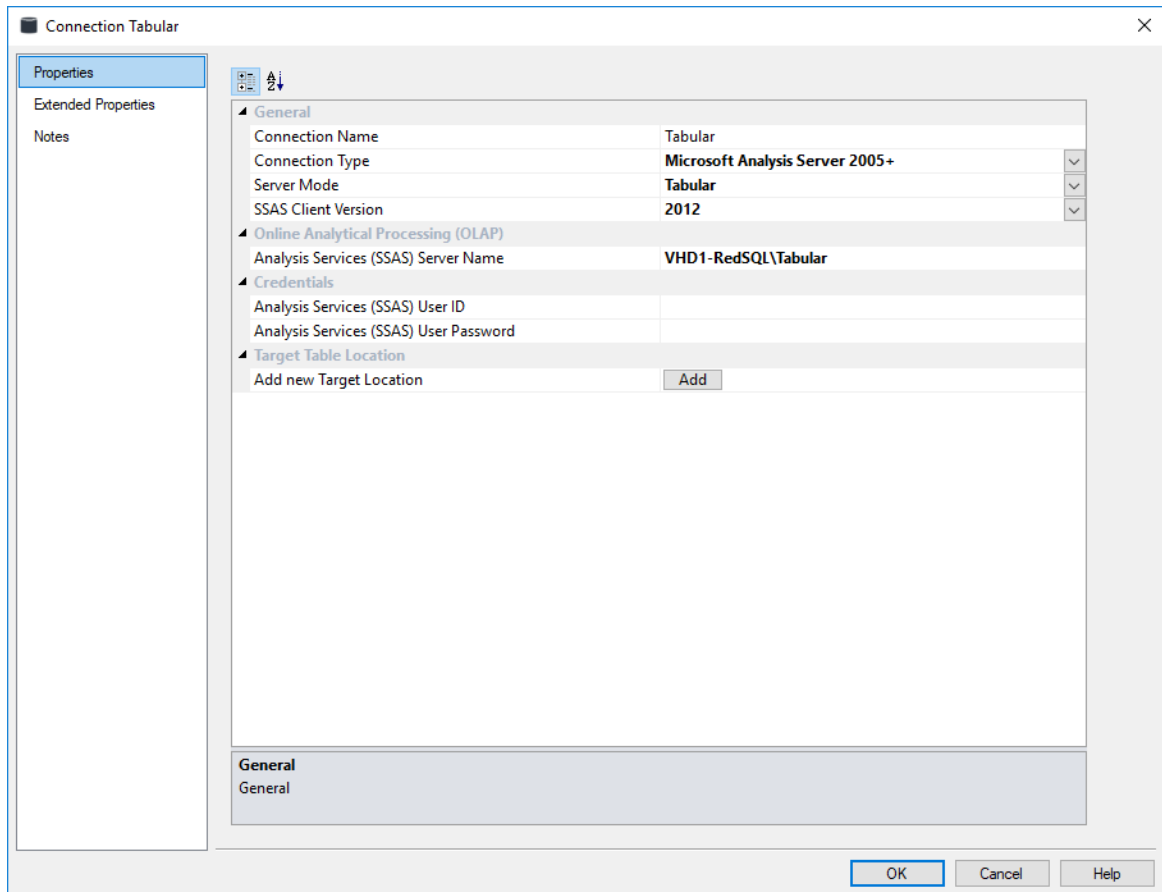 Connection Tabular
Properties
Extended Properties
Notes
General
Connection Name Tabular
Connection Type Microsoft Analysis Server 2005+
Server Mode Tabular
SSAS Client Version 2012
Online Analytical Processing (OLAP)
Analysis Services (SSAS) Server Name VHD1-RedSQL\Tabular
Credentials
Analysis Services (SSAS) User ID
Analysis Services (SSAS) User Password
Target Table Location
Add new Target Location Add
General
General
OK Cancel Help